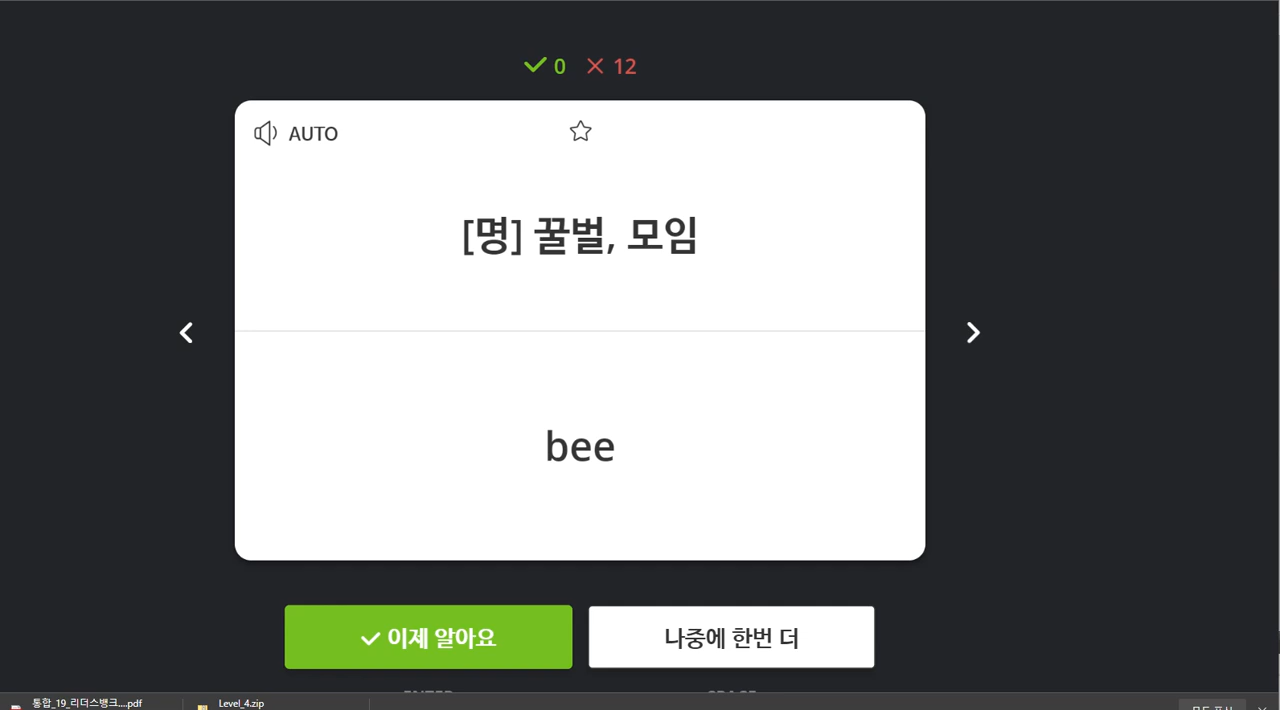 0 12
AUTO
[명] 꿀벌, 모임
bee
이제 알아요
나중에 한번 더
통합_19_리더스뱅크....pdf
Level_4.zip